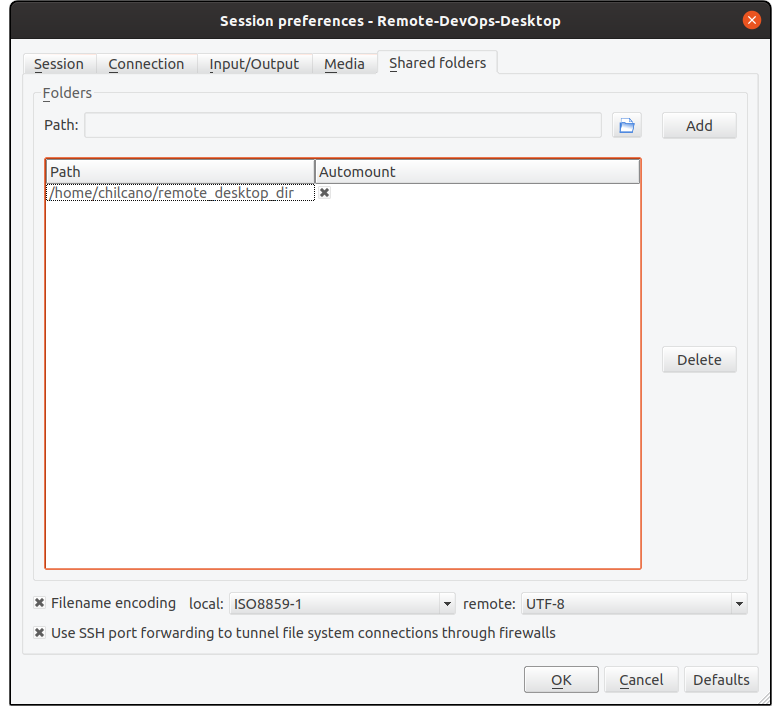 Session preferences - Remote-DevOps-Desktop
Session Connection Input/Output Media Shared folders
Folders
Path: Add
Path Automount
/home/chilcano/remote_desktop_dir
Delete
Filename encoding local: ISO8859-1 remote: UTF-8
Use SSH port forwarding to tunnel file system connections through firewalls
OK Cancel Defaults